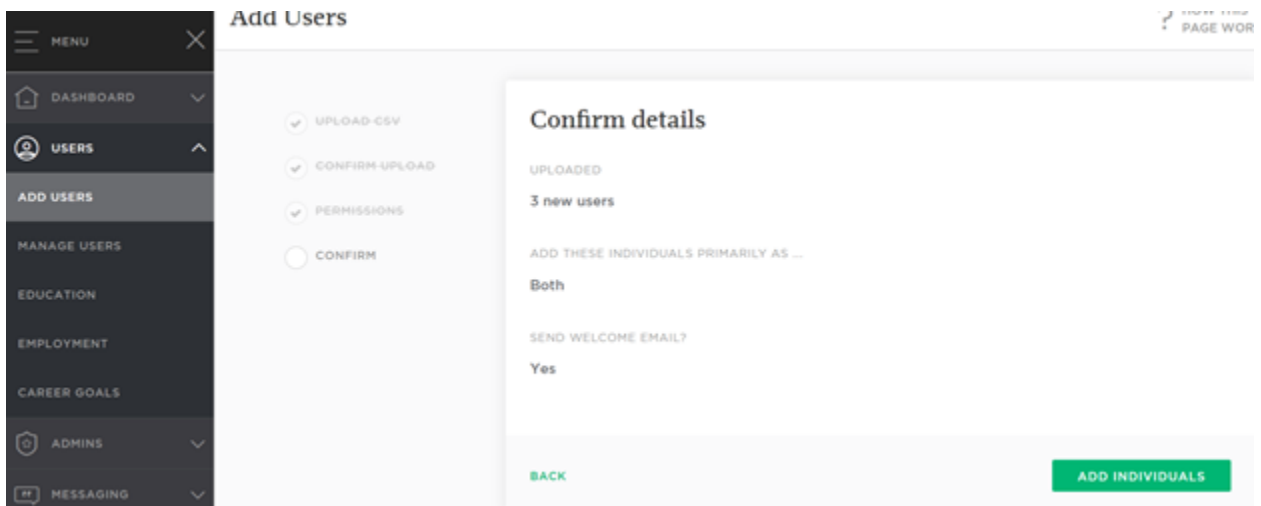 Add Users
HOW THIS
PAGE WOR
MENU
DASHBOARD
USERS
ADD USERS
MANAGE USERS
EDUCATION
EMPLOYMENT
CAREER GOALS
ADMINS
MESSAGING
UPLOAD CSV
CONFIRM UPLOAD
PERMISSIONS
CONFIRM
Confirm details
UPLOADED
3 new users
ADD THESE INDIVIDUALS PRIMARILY AS ...
Both
SEND WELCOME EMAIL?
Yes
BACK
ADD INDIVIDUALS